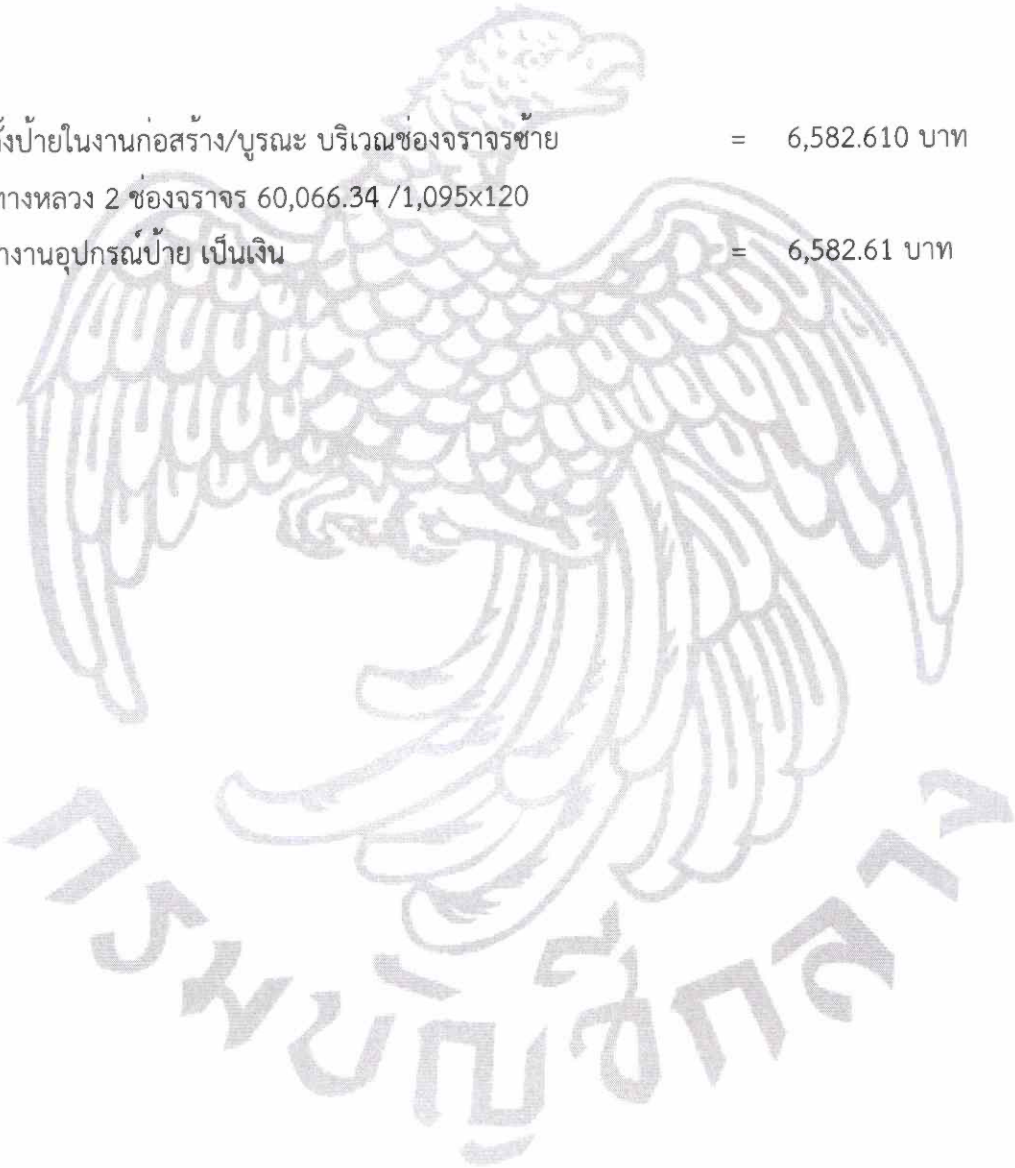 ตั้งป้ายในงานก่อสร้าง/บูรณะ บริเวณช่องจราจรซ้าย = 6,582.610 บาท
ทางหลวง 2 ช่องจราจร 60,066.34 /1,095x120
างานอุปกรณ์ป้าย เป็นเงิน = 6,582.61 บาท
กรมบัญชีกลาง